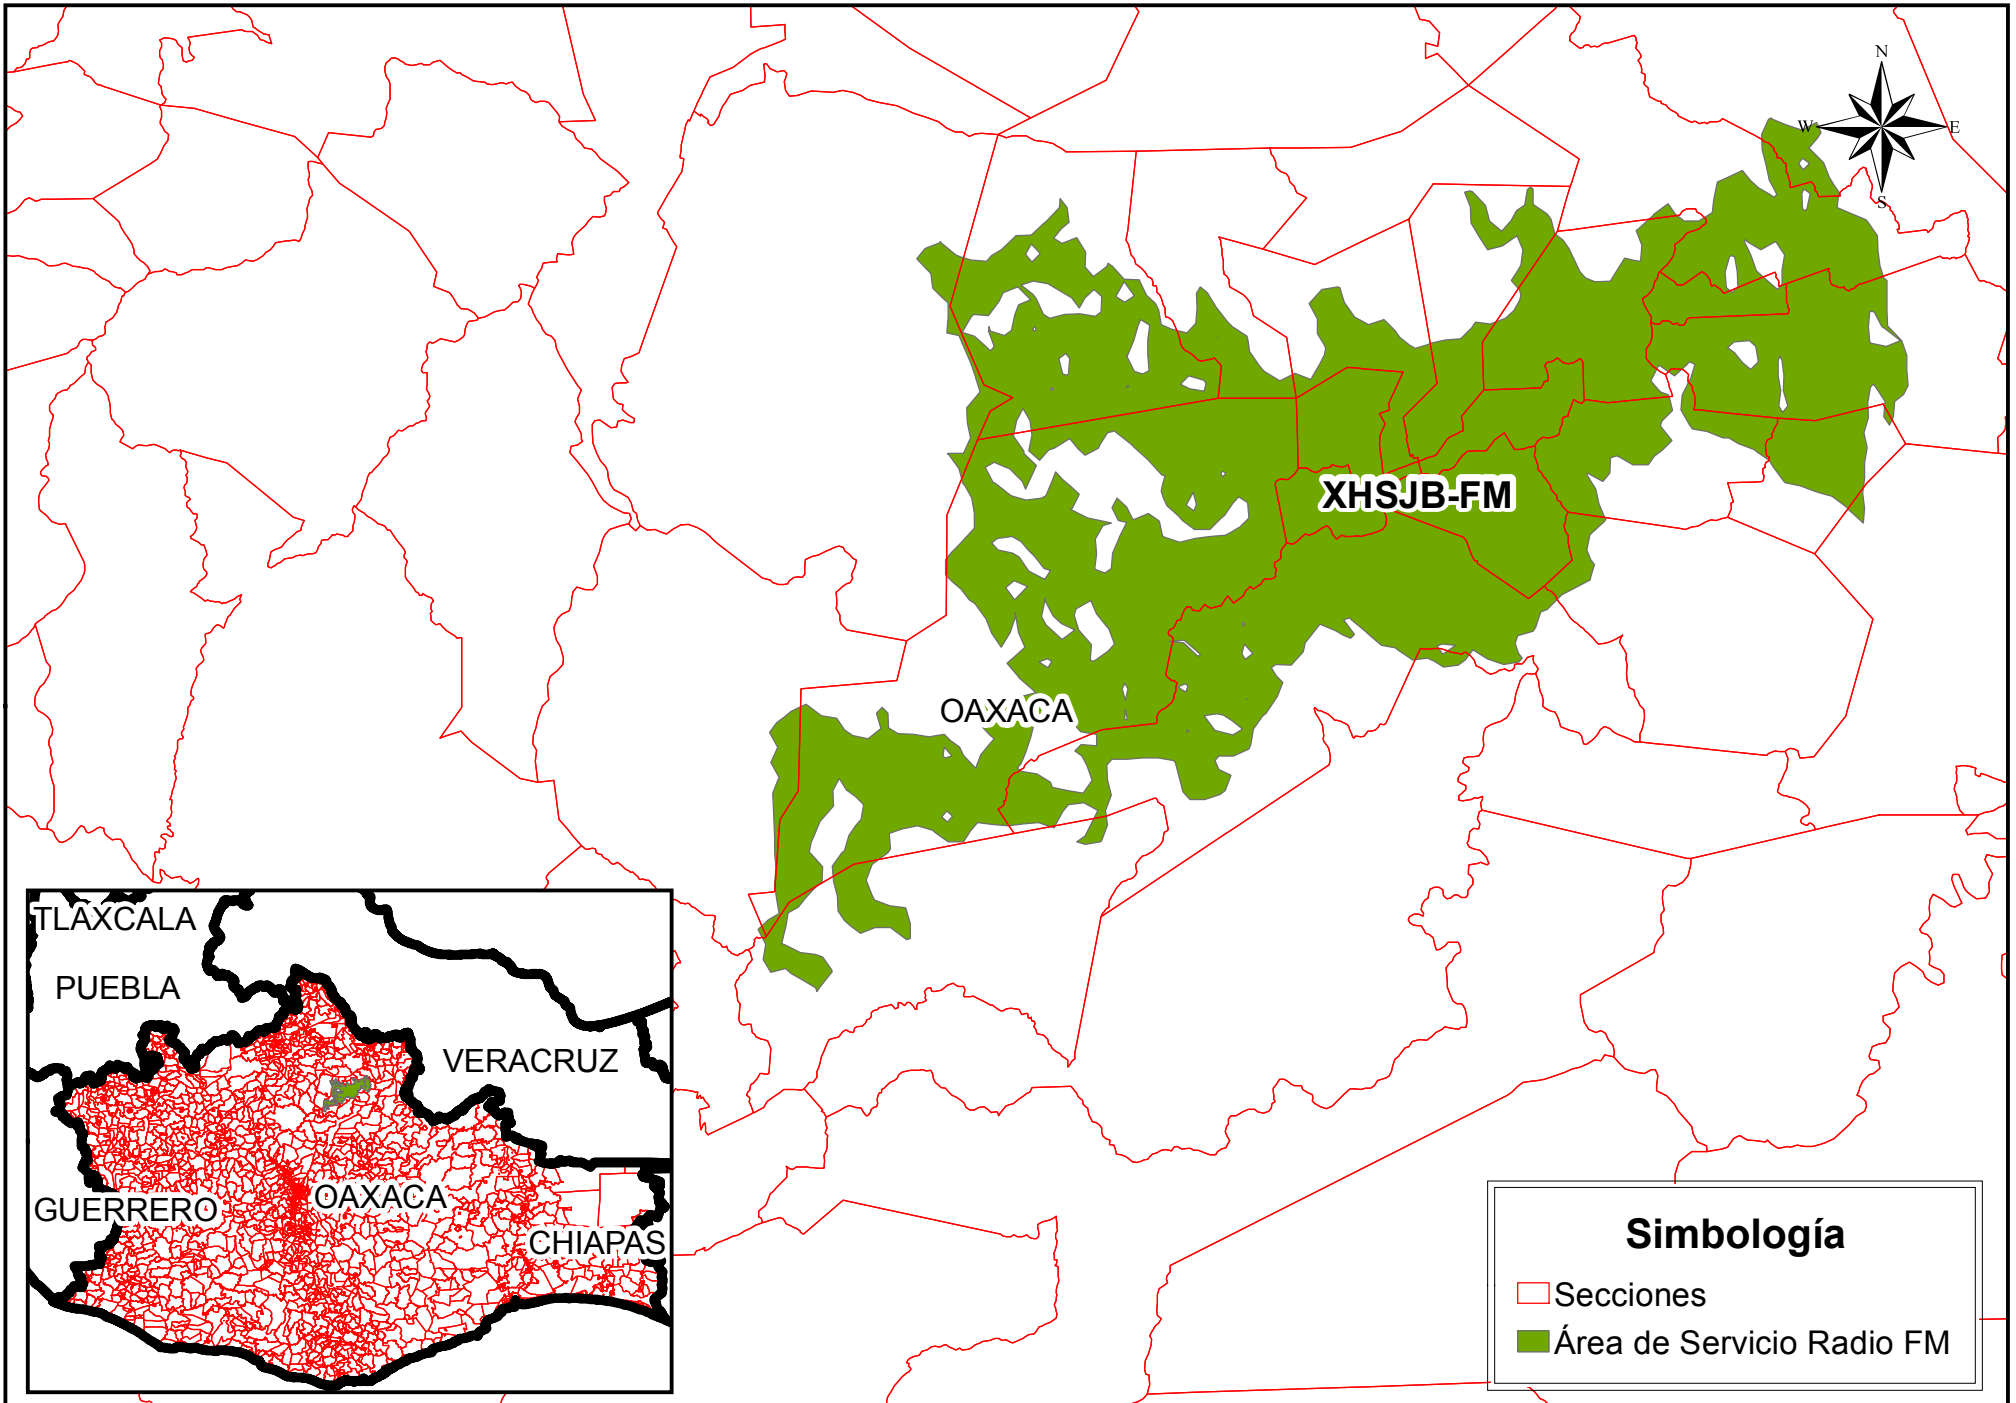 N
W
E
S
XHSJB-FM
OAXACA
TLAXCALA
PUEBLA
VERACRUZ
GUERRERO
OAXACA
CHIAPAS
Simbología
Secciones
Área de Servicio Radio FM